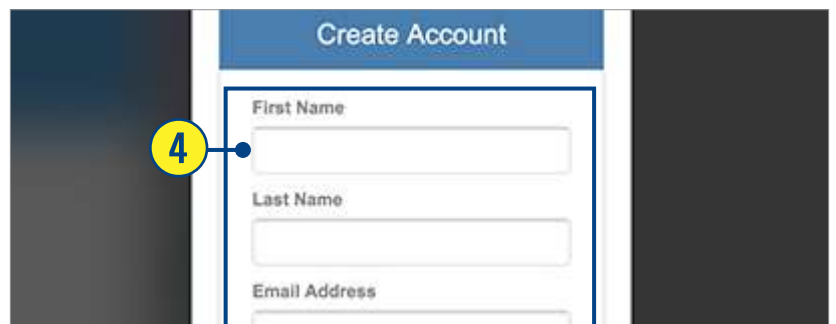 Create Account
First Name
4
Last Name
Email Address